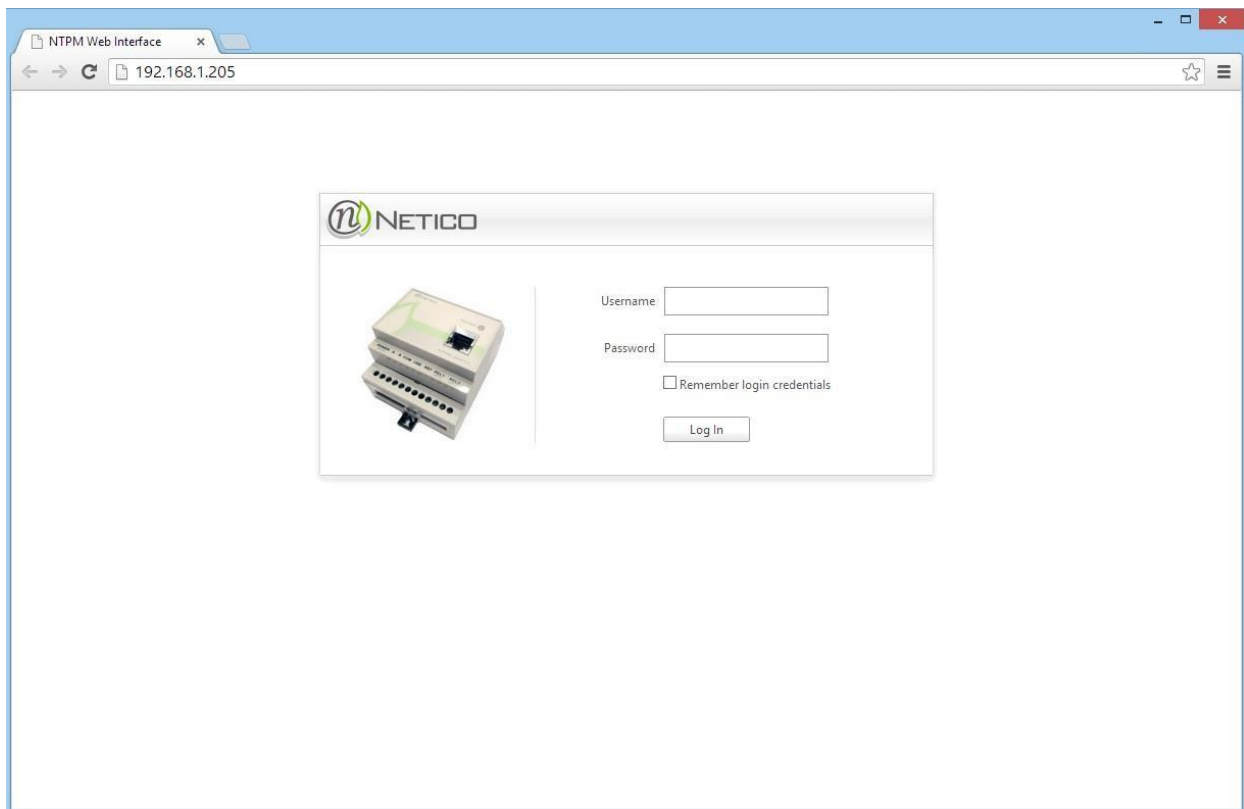 NTPM Web Interface
192.168.1.205
NETICO
Username
Password
Remember login credentials
Log In